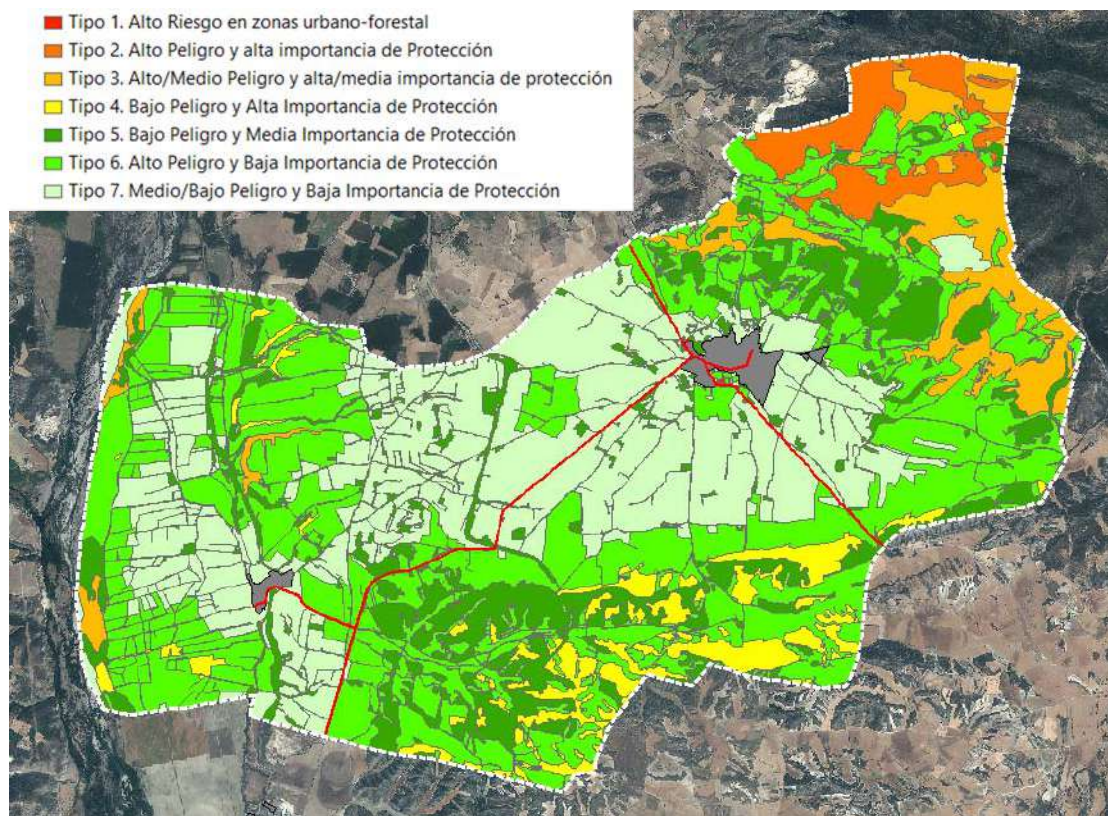 Tipo 1. Alto Riesgo en zonas urbano-forestal
Tipo 2. Alto Peligro y alta importancia de Protección
Tipo 3. Alto/Medio Peligro y alta/media importancia de protección
Tipo 4. Bajo Peligro y Alta Importancia de Protección
Tipo 5. Bajo Peligro y Media Importancia de Protección
Tipo 6. Alto Peligro y Baja Importancia de Protección
Tipo 7. Medio/Bajo Peligro y Baja Importancia de Protección